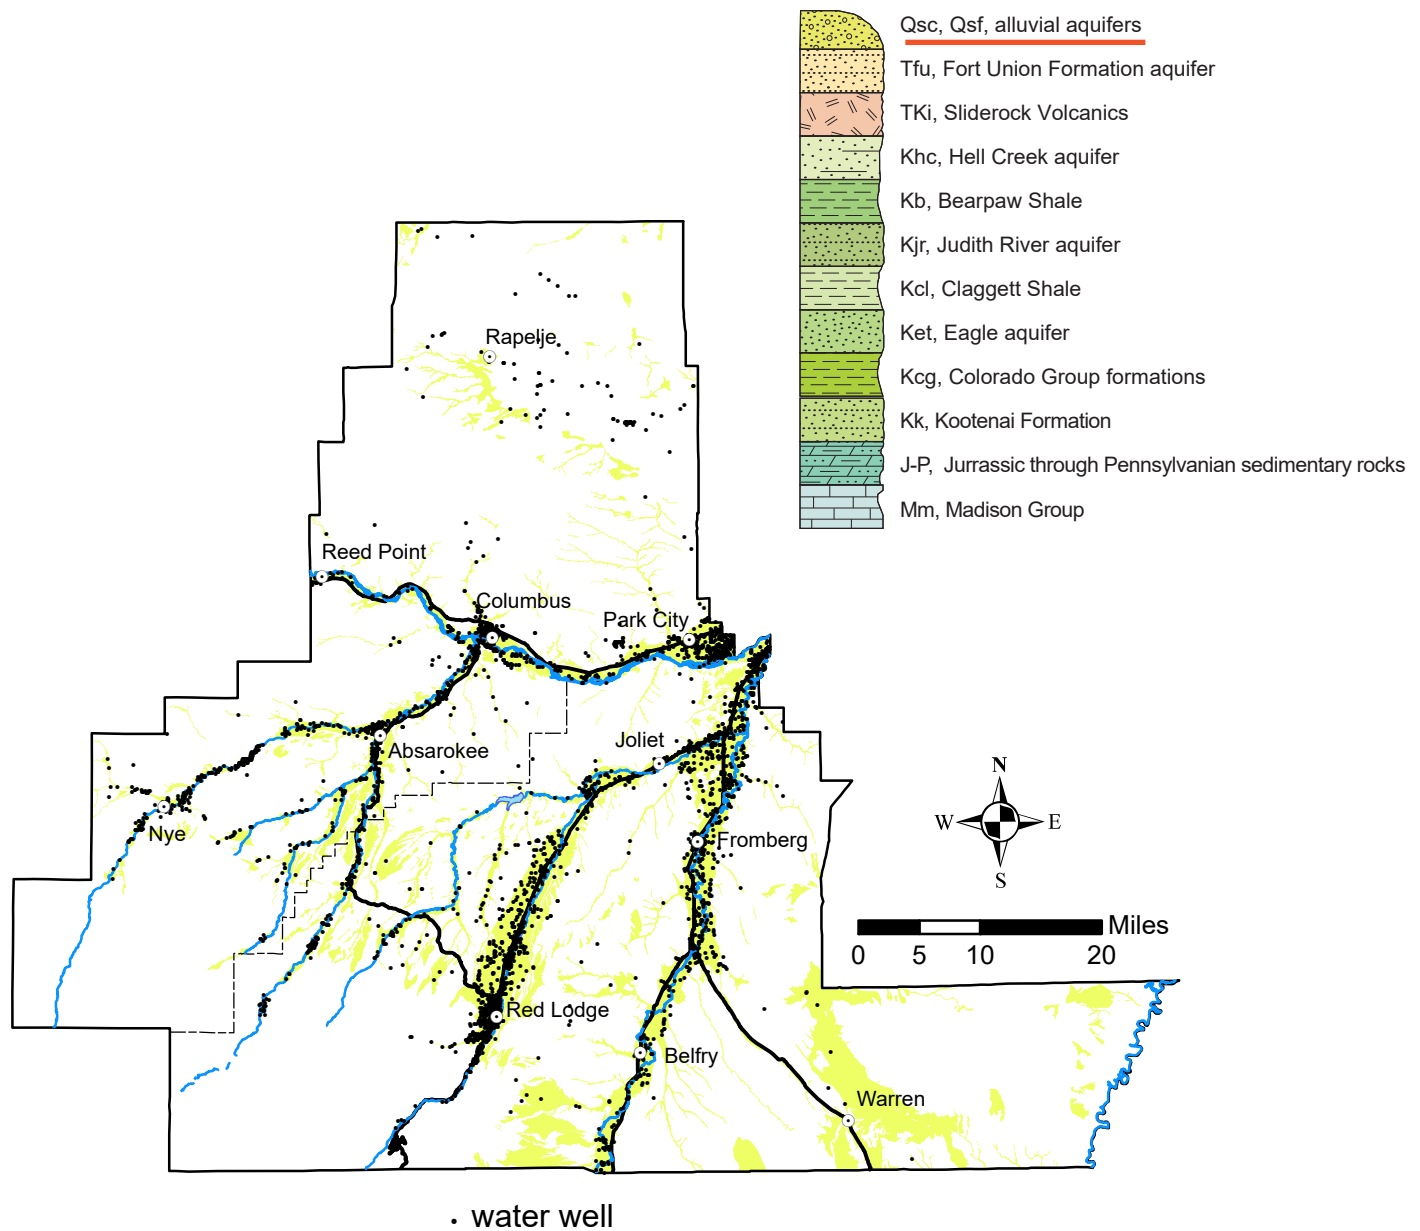 Qsc, Qsf, alluvial aquifers
Tfu, Fort Union Formation aquifer
TKi, Sliderock Volcanics
Khc, Hell Creek aquifer
Kb, Bearpaw Shale
Kjr, Judith River aquifer
Kcl, Claggett Shale
Ket, Eagle aquifer
Kcg, Colorado Group formations
Kk, Kootenai Formation
J-P, Jurrassic through Pennsylvanian sedimentary rocks
Mm, Madison Group
Rapelje
Reed Point
Columbus
Park City
Absarokee
Joliet
Nye
Fromberg
N
W E
S
Miles
0 5 10 20
Red Lodge
Belfry
Warren
water well